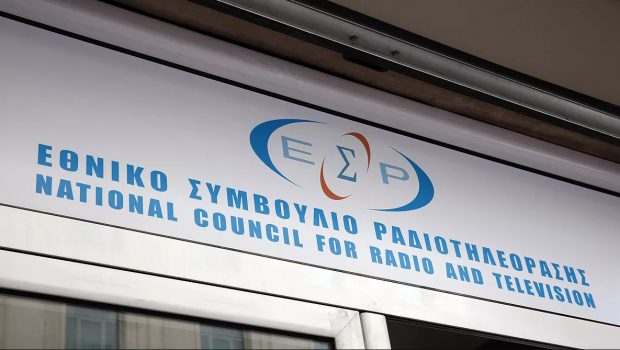 ΕΣΡ
ΕΘΝΙΚΟ ΣΥΜΒΟΥΛΙΟ ΡΑΔΙΟΤΗΛΕΟΡΑΣΗΣ
NATIONAL COUNCIL FOR RADIO AND TELEVISION